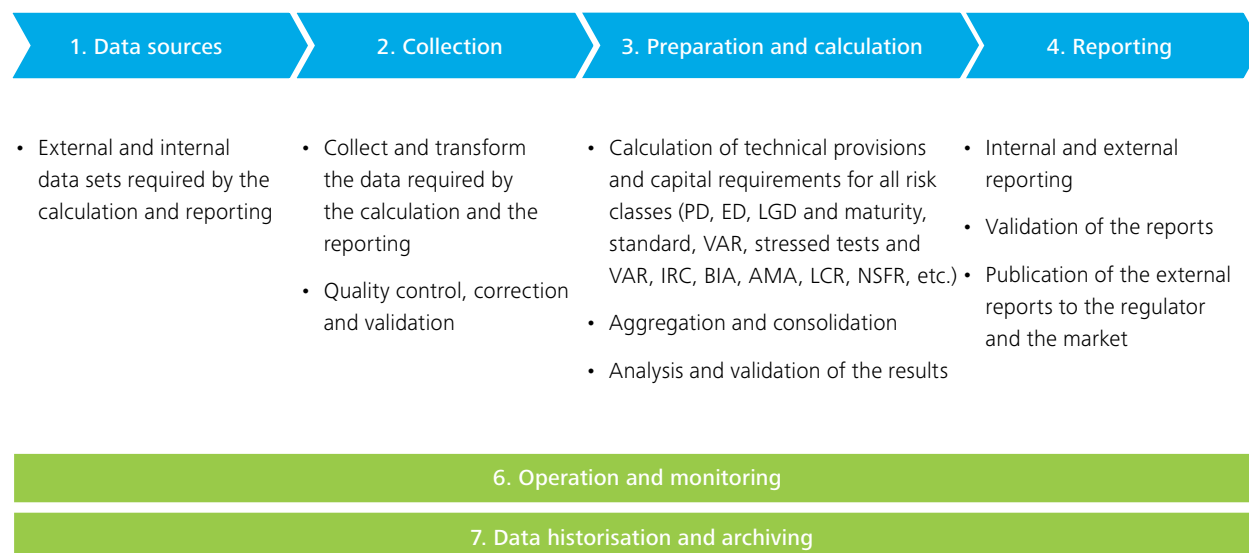 1. Data sources
2. Collection
3. Preparation and calculation
4. Reporting
• External and internal
data sets required by the
calculation and reporting
• Collect and transform
the data required by
the calculation and the
reporting
• Quality control, correction
and validation
• Calculation of technical provisions
and capital requirements for all risk
classes (PD, ED, LGD and maturity,
standard, VAR, stressed tests and
VAR, IRC, BIA, AMA, LCR, NSFR, etc.)
• Aggregation and consolidation
• Analysis and validation of the results
• Internal and external
reporting
• Validation of the reports
• Publication of the external
reports to the regulator
and the market
6. Operation and monitoring
7. Data historisation and archiving